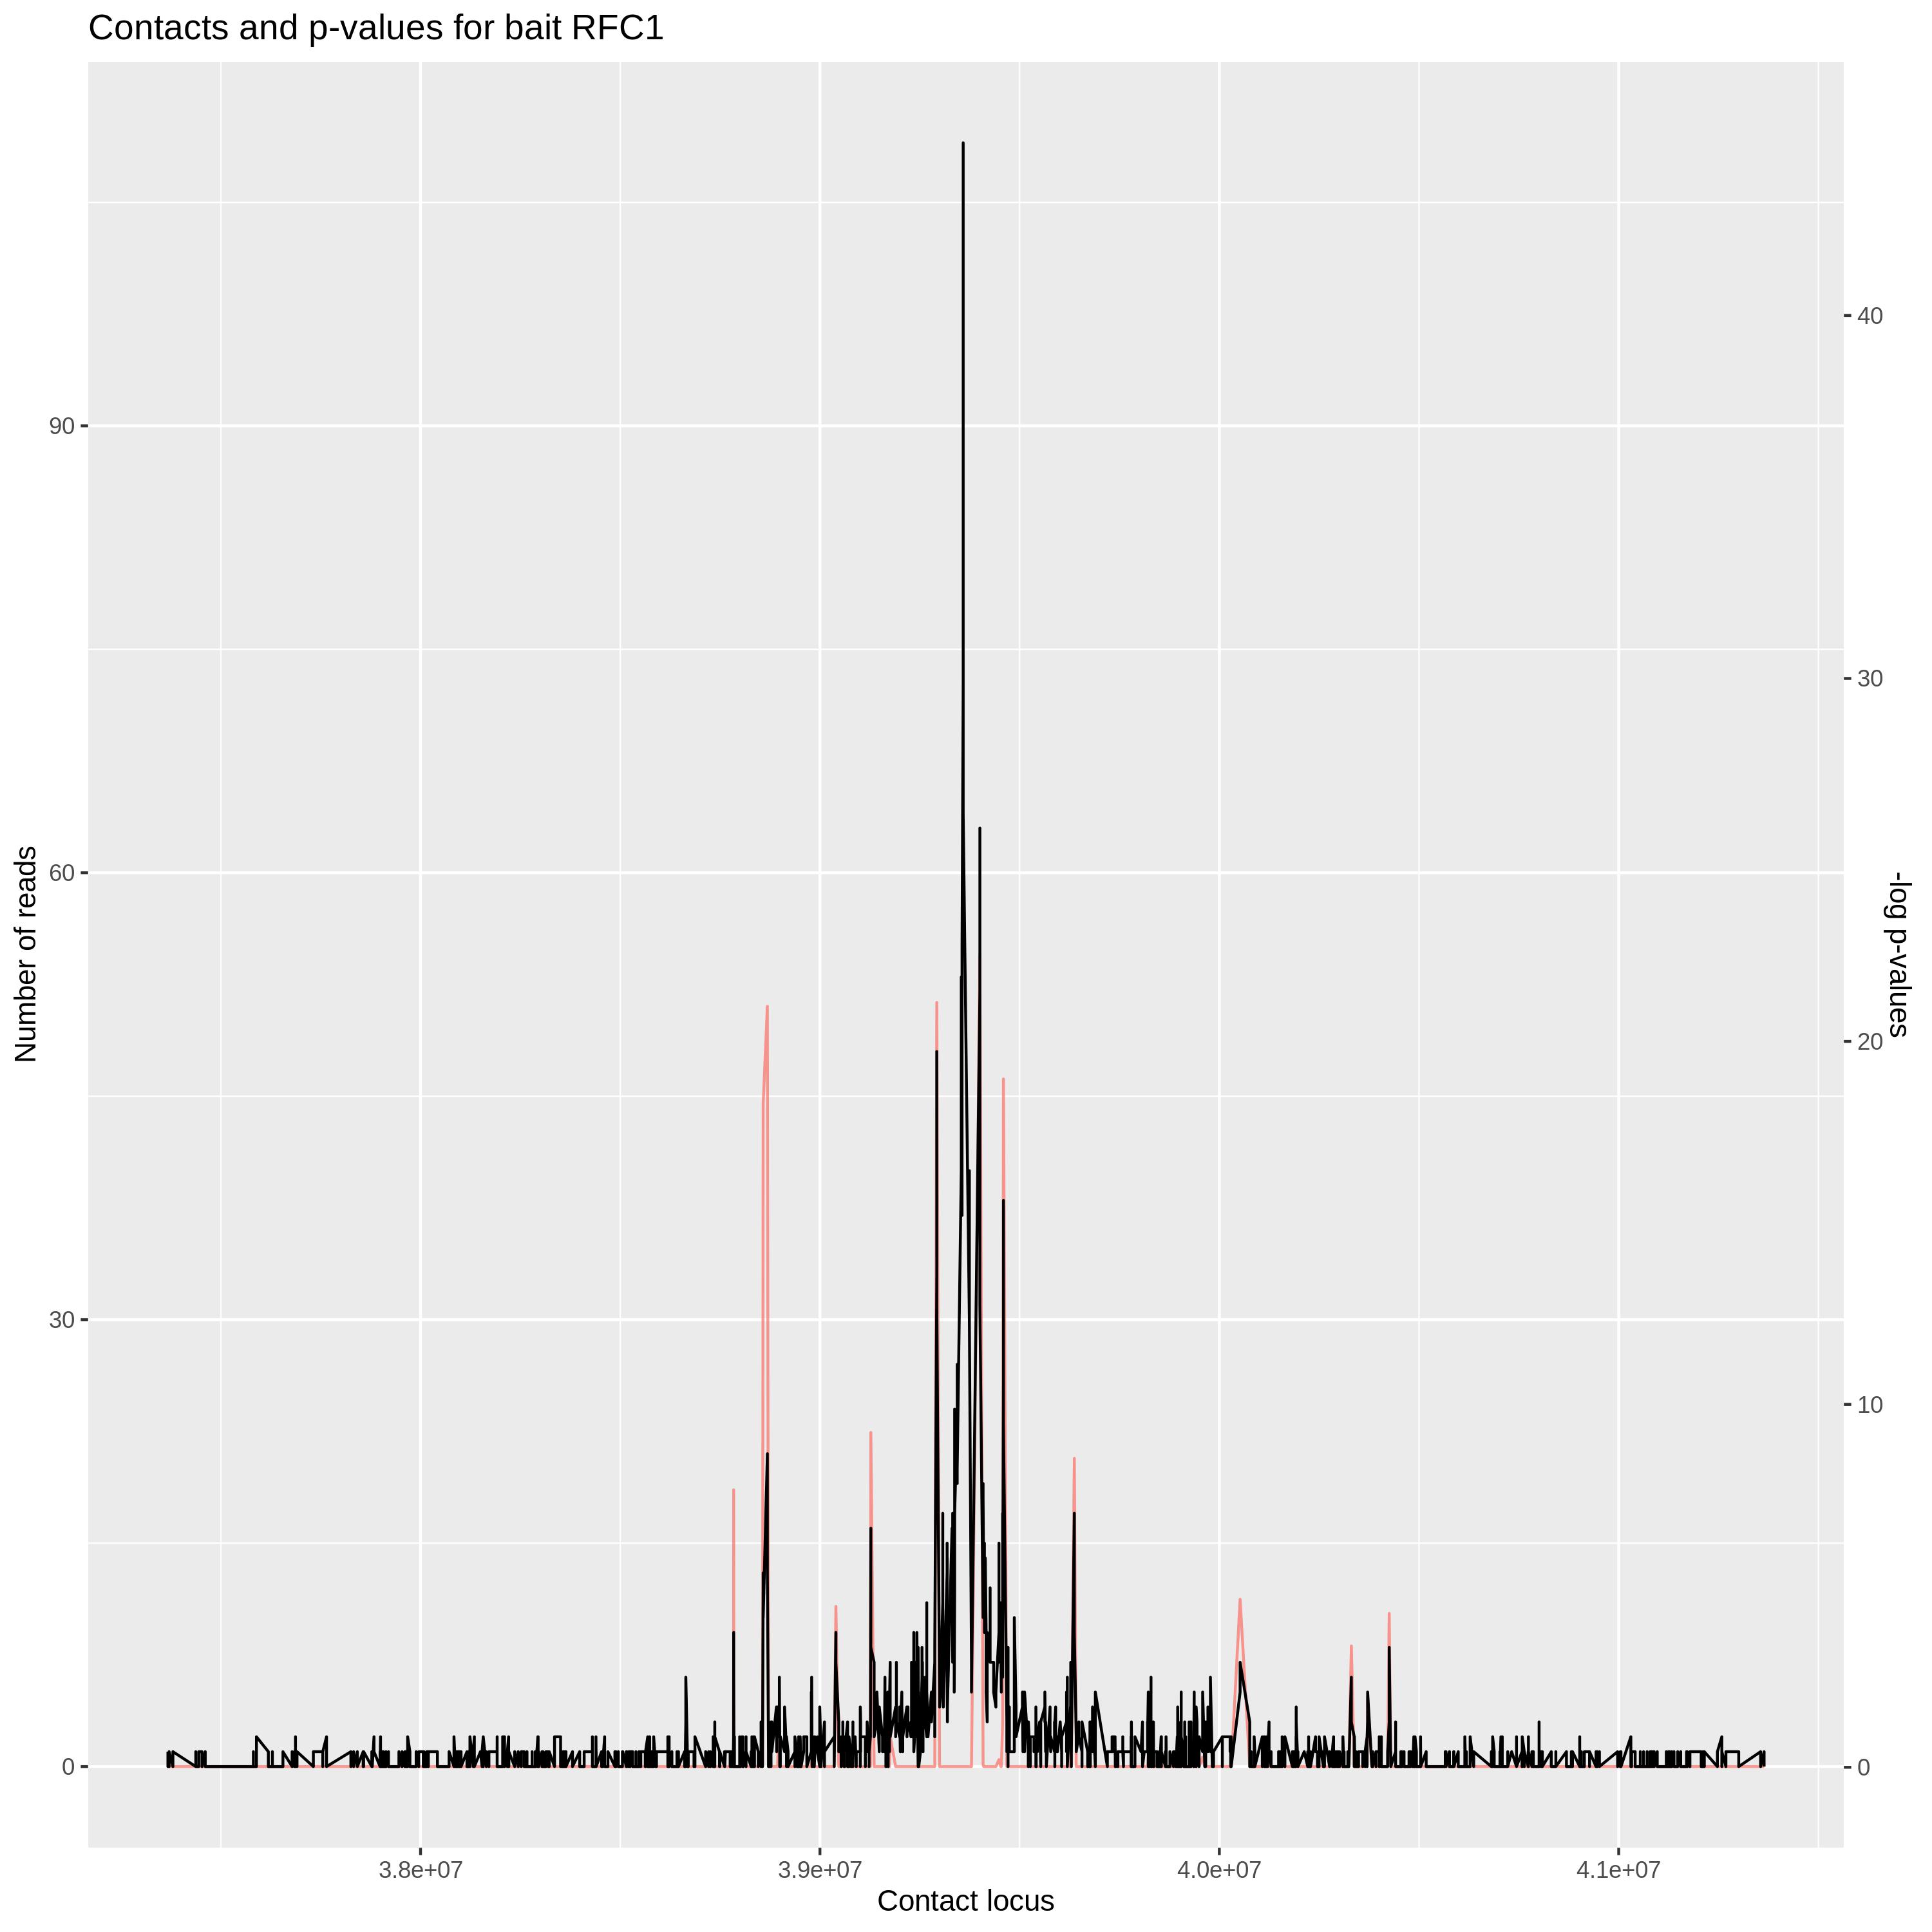 Contacts and p-values for bait RFC1
90
60
30
0
Number of reads
40
30
20
10
0
-log p-values
3.8e+07
3.9e+07
4.0e+07
4.1e+07
Contact locus